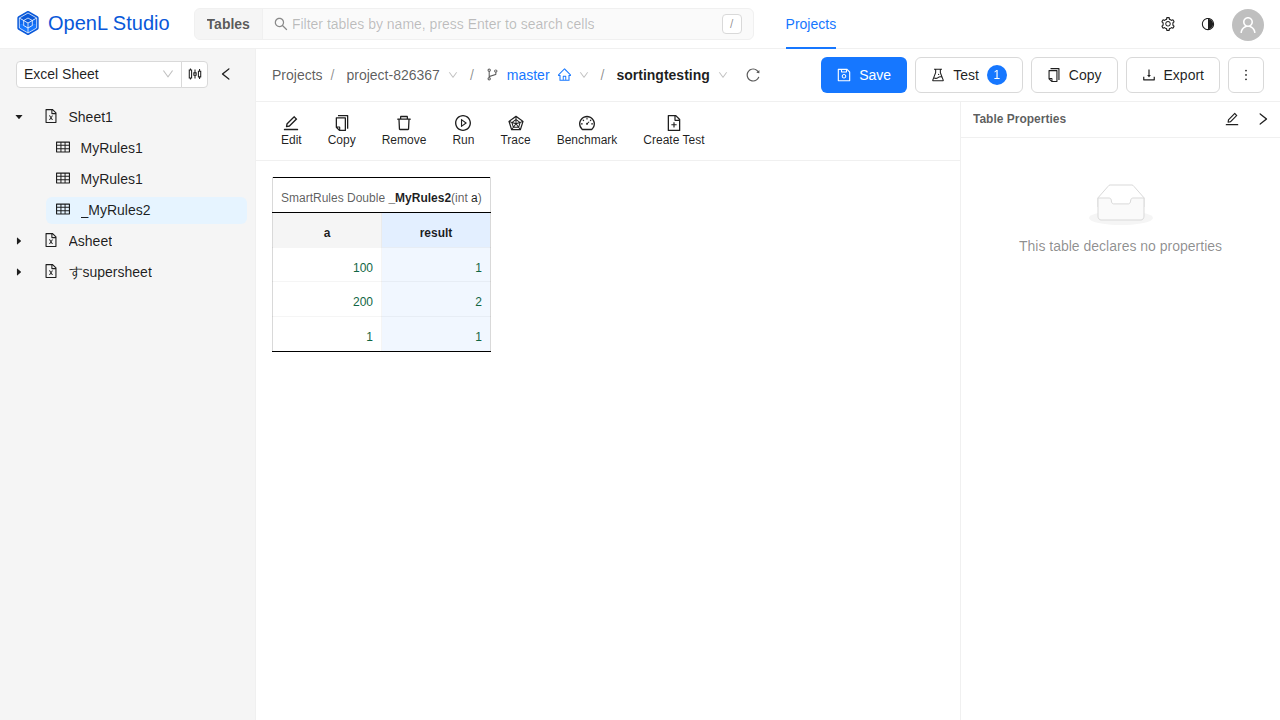 OpenL Studio
Tables
Filter tables by name, press Enter to search cells
/
Projects
Excel Sheet
Sheet1
MyRules1
MyRules1
_MyRules2
Asheet
すsupersheet
Projects / project-826367 / master / sortingtesting
Save
Test 1
Copy
Export
Edit
Copy
Remove
Run
Trace
Benchmark
Create Test
SmartRules Double _MyRules2(int a)
a result
100 1
200 2
1 1
Table Properties
This table declares no properties